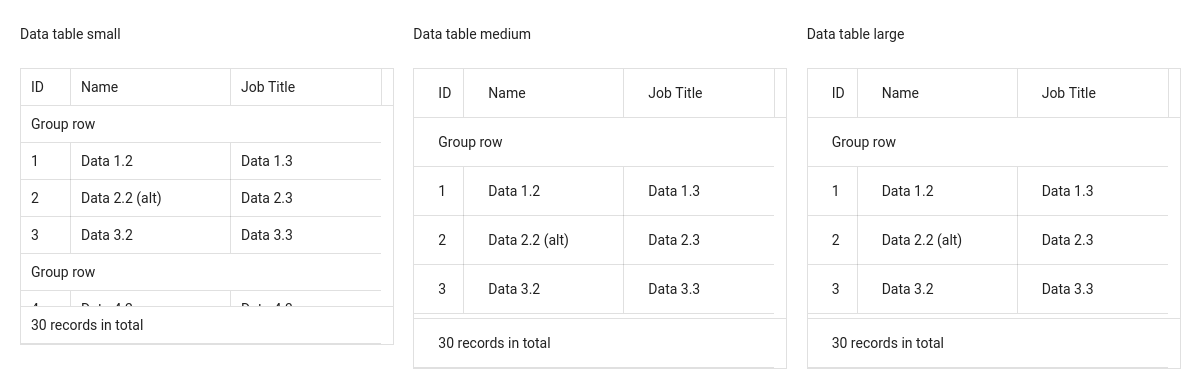 Data table small
ID Name Job Title
Group row
1 Data 1.2 Data 1.3
2 Data 2.2 (alt) Data 2.3
3 Data 3.2 Data 3.3
Group row
30 records in total
Data table medium
ID Name Job Title
Group row
1 Data 1.2 Data 1.3
2 Data 2.2 (alt) Data 2.3
3 Data 3.2 Data 3.3
30 records in total
Data table large
ID Name Job Title
Group row
1 Data 1.2 Data 1.3
2 Data 2.2 (alt) Data 2.3
3 Data 3.2 Data 3.3
30 records in total